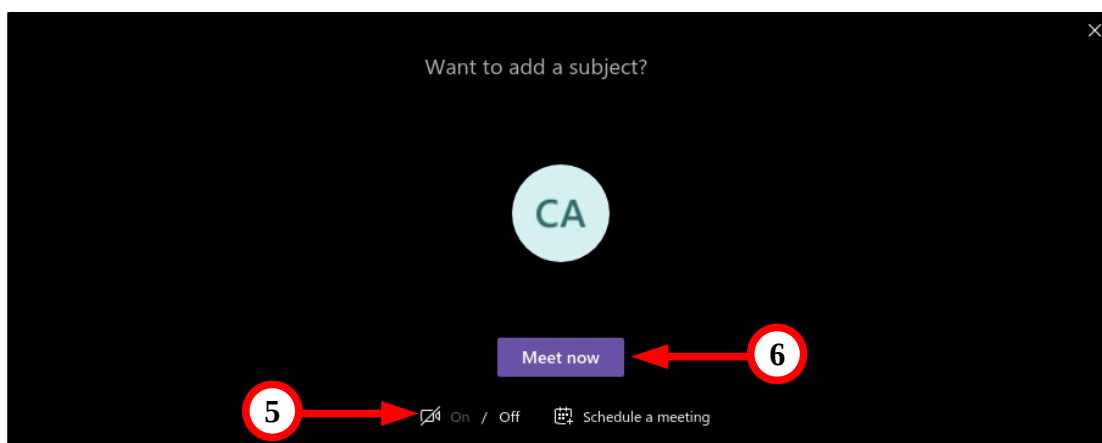 Want to add a subject?
CA
Meet now
6
5
On / Off Schedule a meeting